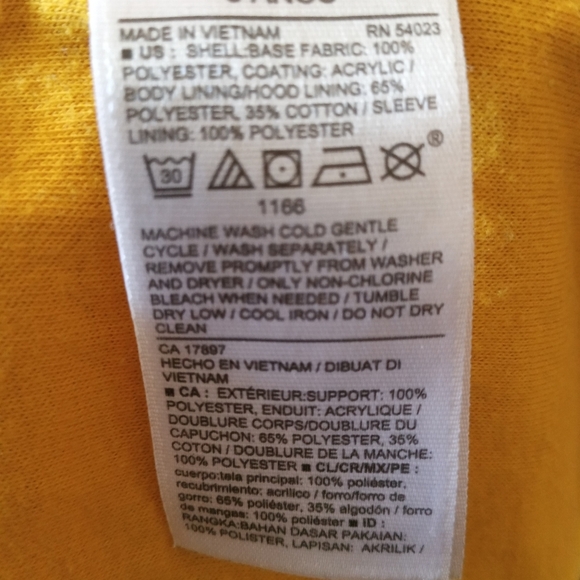 MADE IN VIETNAM RN 54023
■ US : SHELL:BASE FABRIC: 100%
POLYESTER, COATING: ACRYLIC /
BODY LINING/HOOD LINING: 65%
POLYESTER, 35% COTTON / SLEEVE
LINING: 100% POLYESTER
30 ®
1166
MACHINE WASH COLD GENTLE
CYCLE / WASH SEPARATELY /
REMOVE PROMPTLY FROM WASHER
AND DRYER / ONLY NON-CHLORINE
BLEACH WHEN NEEDED / TUMBLE
DRY LOW / COOL IRON / DO NOT DRY
CLEAN
CA 17897
HECHO EN VIETNAM / DIBUAT DI
VIETNAM
■ CA : EXTÉRIEUR:SUPPORT: 100%
POLYESTER, ENDUIT: ACRYLIQUE /
DOUBLURE CORPS/DOUBLURE DU
CAPUCHON: 65% POLYESTER, 35%
COTON / DOUBLURE DE LA MANCHE:
100% POLYESTER ■ CL/CR/MX/PE :
cuerpo:tela principal: 100% poliéster,
recubrimiento: acrílico / forro/forro de
gorro: 65% poliéster, 35% algodón / forro
de mangas: 100% poliéster ■ ID :
RANGKA:BAHAN DASAR PAKAIAN:
100% POLISTER, LAPISAN: AKRILIK /